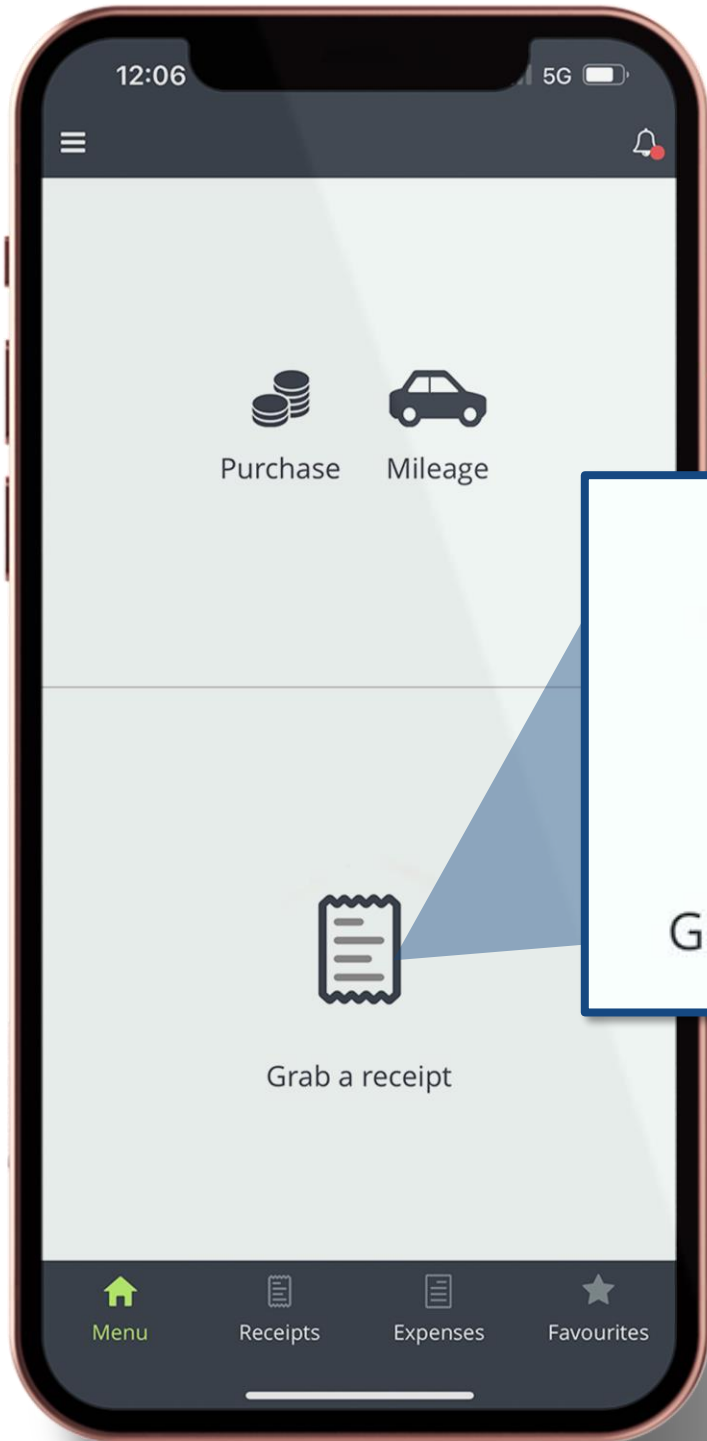 12:06
5G
Purchase Mileage
G
Grab a receipt
Menu Receipts Expenses Favourites